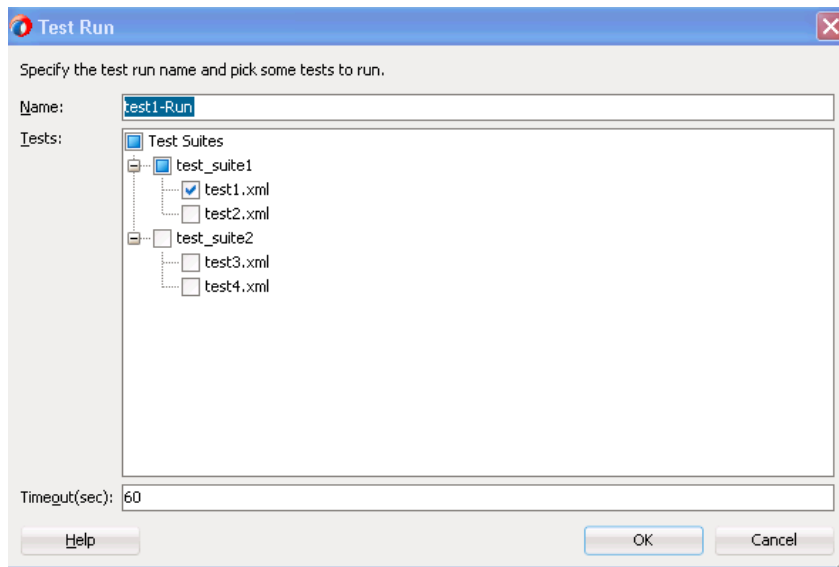 Test Run
Specify the test run name and pick some tests to run.
Name: test1-Run
Tests: Test Suites
test_suite1
test1.xml
test2.xml
test_suite2
test3.xml
test4.xml
Timeout(sec): 60
Help OK Cancel